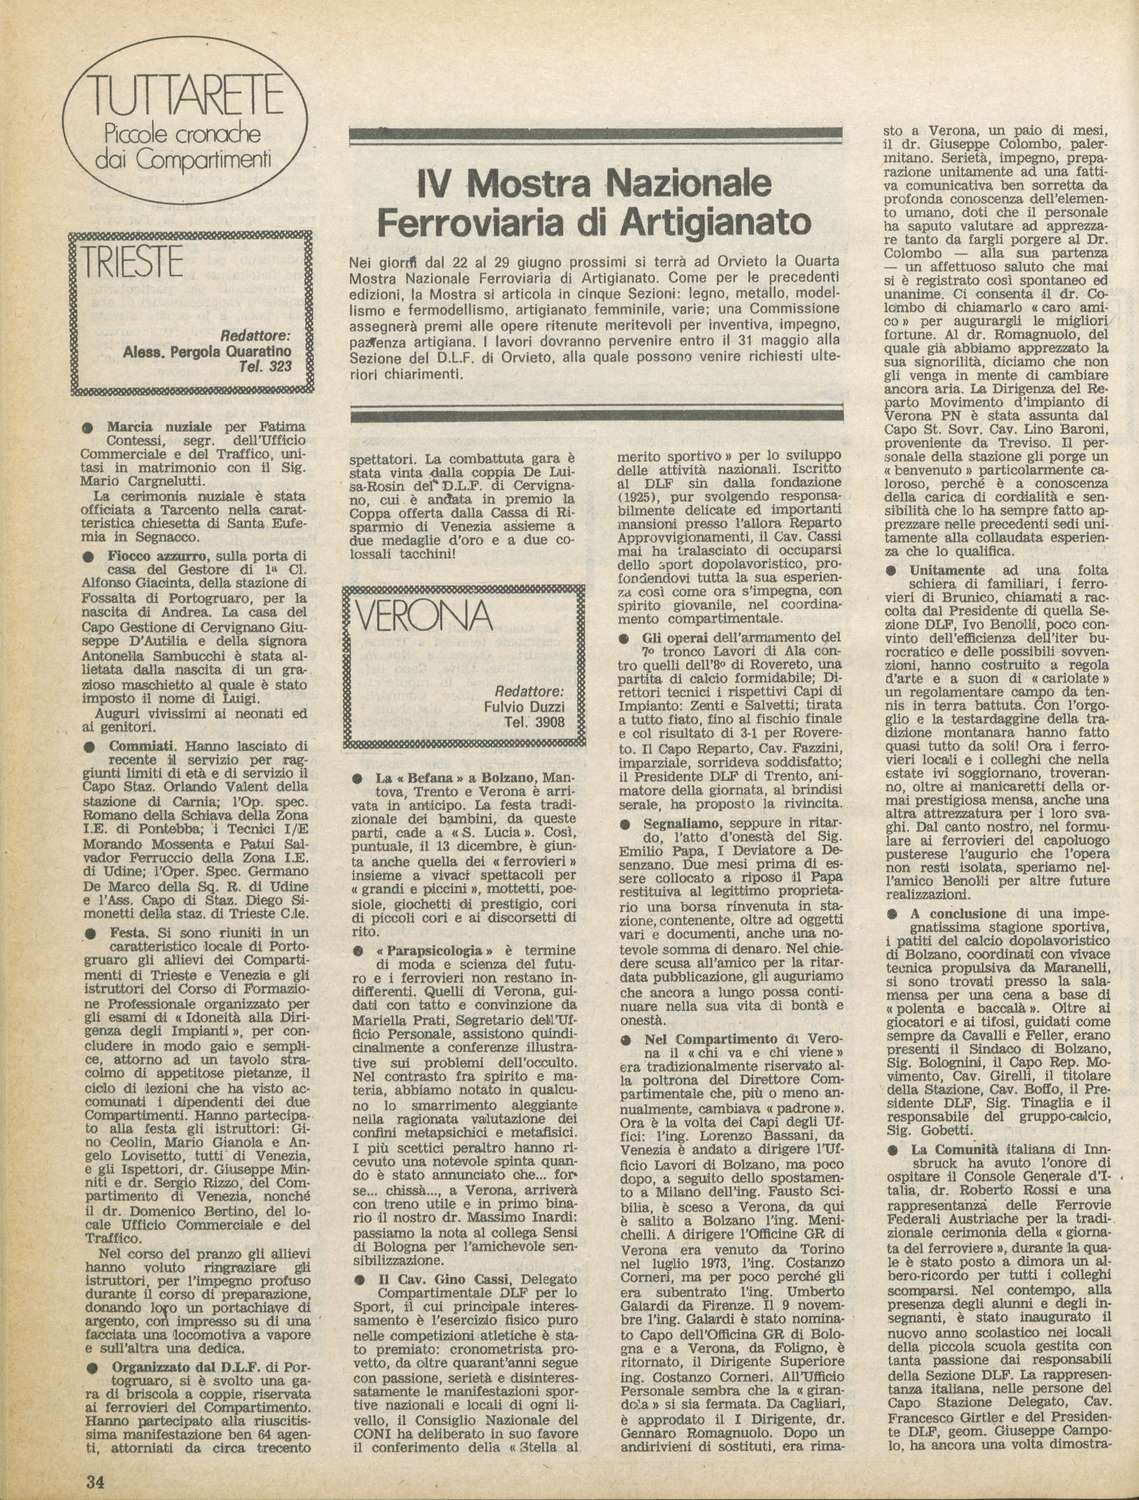 TUTTARETE
Piccole cronache
dai Compartimenti
TRIESTE
Redattore:
Aless. Pergola Quaratino
Tel. 323
● Marcia nuziale per Fatima
Contessi, segr. dell'Ufficio
Commerciale e del Traffico, uni-
tasi in matrimonio con il Sig.
Mario Cargnelutti.
La cerimonia nuziale è stata
officiata a Tarcento nella carat-
teristica chiesetta di Santa Eufe-
mia in Segnacco.
● Fiocco azzurro, sulla porta di
casa del Gestore di 1ª Cl.
Alfonso Giacinta, della stazione di
Fossalta di Portogruaro, per la
nascita di Andrea. La casa del
Capo Gestione di Cervignano Giu-
seppe D'Autilia e della signora
Antonella Sambucchi è stata al-
lietata dalla nascita di un gra-
zioso maschietto al quale è stato
imposto il nome di Luigi.
Auguri vivissimi ai neonati ed
ai genitori.
● Commiati. Hanno lasciato di
recente il servizio per rag-
giunti limiti di età e di servizio il
Capo Staz. Orlando Valent della
stazione di Carnia; l'Op. spec.
Romano della Schiava della Zona
I.E. di Pontebba; i Tecnici I/E
Morando Mossenta e Patui Sal-
vador Ferruccio della Zona I.E.
di Udine; l'Oper. Spec. Germano
De Marco della Sq. R. di Udine
e l'Ass. Capo di Staz. Diego Si-
monetti della staz. di Trieste C.le.
● Festa. Si sono riuniti in un
caratteristico locale di Porto-
gruaro gli allievi dei Comparti-
menti di Trieste e Venezia e gli
istruttori del Corso di Formazio-
ne Professionale organizzato per
gli esami di « Idoneità alla Diri-
genza degli Impianti », per con-
cludere in modo gaio e sempli-
ce, attorno ad un tavolo stra-
colmo di appetitose pietanze, il
ciclo di lezioni che ha visto ac-
comunati i dipendenti dei due
Compartimenti. Hanno partecipa-
to alla festa gli istruttori: Gi-
no Ceolin, Mario Gianola e An-
gelo Lovisetto, tutti di Venezia,
e gli Ispettori, dr. Giuseppe Min-
niti e dr. Sergio Rizzo, del Com-
partimento di Venezia, nonché
il dr. Domenico Bertino, del lo-
cale Ufficio Commerciale e del
Traffico.
Nel corso del pranzo gli allievi
hanno voluto ringraziare gli
istruttori, per l'impegno profuso
durante il corso di preparazione,
donando loro un portachiave di
argento, con impresso su di una
facciata una locomotiva a vapore
e sull'altra una dedica.
● Organizzato dal D.L.F. di Por-
togruaro, si è svolto una ga-
ra di briscola a coppie, riservata
ai ferrovieri del Compartimento.
Hanno partecipato alla riuscitis-
sima manifestazione ben 64 agen-
ti, attorniati da circa trecento
34
IV Mostra Nazionale
Ferroviaria di Artigianato
Nei giorni dal 22 al 29 giugno prossimi si terrà ad Orvieto la Quarta
Mostra Nazionale Ferroviaria di Artigianato. Come per le precedenti
edizioni, la Mostra si articola in cinque Sezioni: legno, metallo, model-
lismo e fermodellismo, artigianato femminile, varie; una Commissione
assegnerà premi alle opere ritenute meritevoli per inventiva, impegno,
pazienza artigiana. I lavori dovranno pervenire entro il 31 maggio alla
Sezione del D.L.F. di Orvieto, alla quale possono venire richiesti ulte-
riori chiarimenti.
spettatori. La combattuta gara è
stata vinta dalla coppia De Lui-
sa-Rosin del D.L.F. di Cervigna-
no, cui è andata in premio la
Coppa offerta dalla Cassa di Ri-
sparmio di Venezia assieme a
due medaglie d'oro e a due co-
lossali tacchini!
VERONA
Redattore:
Fulvio Duzzi
Tel. 3908
● La « Befana » a Bolzano, Man-
tova, Trento e Verona è arri-
vata in anticipo. La festa tradi-
zionale dei bambini, da queste
parti, cade a « S. Lucia ». Così,
puntuale, il 13 dicembre, è giun-
ta anche quella dei « ferrovieri »
insieme a vivaci spettacoli per
« grandi e piccini », mottetti, poe-
siole, giochetti di prestigio, cori
di piccoli cori e ai discorsetti di
rito.
● « Parapsicologia » è termine
di moda e scienza del futu-
ro e i ferrovieri non restano in-
differenti. Quelli di Verona, gui-
dati con tatto e convinzione da
Mariella Prati, Segretario dell'Uf-
ficio Personale, assistono quindi-
cinalmente a conferenze illustra-
tive sui problemi dell'occulto.
Nel contrasto fra spirito e ma-
teria, abbiamo notato in qualcu-
no lo smarrimento aleggiante
nella ragionata valutazione dei
confini metapsichici e metafisici.
I più scettici peraltro hanno ri-
cevuto una notevole spinta quan-
do è stato annunciato che... for-
se... chissà..., a Verona, arriverà
con treno utile e in primo bina-
rio il nostro dr. Massimo Inardi:
passiamo la nota al collega Sensi
di Bologna per l'amichevole sen-
sibilizzazione.
● Il Cav. Gino Cassi, Delegato
Compartimentale DLF per lo
Sport, il cui principale interes-
samento è l'esercizio fisico puro
nelle competizioni atletiche è sta-
to premiato: cronometrista pro-
vetto, da oltre quarant'anni segue
con passione, serietà e disinteres-
satamente le manifestazioni spor-
tive nazionali e locali di ogni li-
vello, il Consiglio Nazionale del
CONI ha deliberato in suo favore
il conferimento della « Stella al
merito sportivo » per lo sviluppo
delle attività nazionali. Iscritto
al DLF sin dalla fondazione
(1925), pur svolgendo responsa-
bilmente delicate ed importanti
mansioni presso l'allora Reparto
Approvvigionamenti, il Cav. Cassi
mai ha tralasciato di occuparsi
dello sport dopolavoristico, pro-
fondendovi tutta la sua esperien-
za così come ora s'impegna, con
spirito giovanile, nel coordina-
mento compartimentale.
● Gli operai dell'armamento del
7º tronco Lavori di Ala con-
tro quelli dell'8º di Rovereto, una
partita di calcio formidabile; Di-
rettori tecnici i rispettivi Capi di
Impianto: Zenti e Salvetti; tirata
a tutto fiato, fino al fischio finale
e col risultato di 3-1 per Rovere-
to. Il Capo Reparto, Cav. Fazzini,
imparziale, sorrideva soddisfatto;
il Presidente DLF di Trento, ani-
matore della giornata, al brindisi
serale, ha proposto la rivincita.
● Segnaliamo, seppure in ritar-
do, l'atto d'onestà del Sig.
Emilio Papa, I Deviatore a De-
senzano. Due mesi prima di es-
sere collocato a riposo il Papa
restituiva al legittimo proprieta-
rio una borsa rinvenuta in sta-
zione, contenente, oltre ad oggetti
vari e documenti, anche una no-
tevole somma di denaro. Nel chie-
dere scusa all'amico per la ritar-
data pubblicazione, gli auguriamo
che ancora a lungo possa conti-
nuare nella sua vita di bontà e
onestà.
● Nel Compartimento di Vero-
na il « chi va e chi viene »
era tradizionalmente riservato al-
la poltrona del Direttore Com-
partimentale che, più o meno an-
nualmente, cambiava « padrone ».
Ora è la volta dei Capi degli Uf-
fici: l'ing. Lorenzo Bassani, da
Venezia è andato a dirigere l'Uf-
ficio Lavori di Bolzano, ma poco
dopo, a seguito dello spostamen-
to a Milano dell'ing. Fausto Sci-
bilia, è sceso a Verona, da qui
è salito a Bolzano l'ing. Meni-
chelli. A dirigere l'Officine GR di
Verona era venuto da Torino
nel luglio 1973, l'ing. Costanzo
Corneri, ma per poco perché gli
era subentrato l'ing. Umberto
Galardi da Firenze. Il 9 novem-
bre l'ing. Galardi è stato nomina-
to Capo dell'Officina GR di Bolo-
gna e a Verona, da Foligno, è
ritornato, il Dirigente Superiore
ing. Costanzo Corneri. All'Ufficio
Personale sembra che la « giran-
dola » si sia fermata. Da Cagliari,
è approdato il I Dirigente, dr.
Gennaro Romagnuolo. Dopo un
andirivieni di sostituti, era rima-
sto a Verona, un paio di mesi,
il dr. Giuseppe Colombo, paler-
mitano. Serietà, impegno, prepa-
razione unitamente ad una fatti-
va comunicativa ben sorretta da
profonda conoscenza dell'elemen-
to umano, doti che il personale
ha saputo valutare ad apprezza-
re tanto da fargli porgere al Dr.
Colombo — alla sua partenza
— un affettuoso saluto che mai
si è registrato così spontaneo ed
unanime. Ci consenta il dr. Co-
lombo di chiamarlo « caro ami-
co » per augurargli le migliori
fortune. Al dr. Romagnuolo, del
quale già abbiamo apprezzato la
sua signorilità, diciamo che non
gli venga in mente di cambiare
ancora aria. La Dirigenza del Re-
parto Movimento d'impianto di
Verona PN è stata assunta dal
Capo St. Sovr. Cav. Lino Baroni,
proveniente da Treviso. Il per-
sonale della stazione gli porge un
« benvenuto » particolarmente ca-
loroso, perché è a conoscenza
della carica di cordialità e sen-
sibilità che lo ha sempre fatto ap-
prezzare nelle precedenti sedi uni-
tamente alla collaudata esperien-
za che lo qualifica.
● Unitamente ad una folta
schiera di familiari, i ferro-
vieri di Brunico, chiamati a rac-
colta dal Presidente di quella Se-
zione DLF, Ivo Benolli, poco con-
vinto dell'efficienza dell'iter bu-
rocratico e delle possibili sovven-
zioni, hanno costruito a regola
d'arte e a suon di « cariolate »
un regolamentare campo da ten-
nis in terra battuta. Con l'orgo-
glio e la testardaggine della tra-
dizione montanara hanno fatto
quasi tutto da soli! Ora i ferro-
vieri locali e i colleghi che nella
estate ivi soggiornano, troveran-
no, oltre ai manicaretti della or-
mai prestigiosa mensa, anche una
altra attrezzatura per i loro sva-
ghi. Dal canto nostro, nel formu-
lare ai ferrovieri del capoluogo
pusterese l'augurio che l'opera
non resti isolata, speriamo nel-
l'amico Benolli per altre future
realizzazioni.
● A conclusione di una impe-
gnatissima stagione sportiva,
i patiti del calcio dopolavoristico
di Bolzano, coordinati con vivace
tecnica propulsiva da Maranelli,
si sono trovati presso la sala-
mensa per una cena a base di
« polenta e baccalà ». Oltre ai
giocatori e ai tifosi, guidati come
sempre da Cavalli e Feller, erano
presenti il Sindaco di Bolzano,
Sig. Bolognini, il Capo Rep. Mo-
vimento, Cav. Girelli, il titolare
della Stazione, Cav. Boffo, il Pre-
sidente DLF, Sig. Tinaglia e il
responsabile del gruppo-calcio,
Sig. Gobetti.
● La Comunità italiana di Inn-
sbruck ha avuto l'onore di
ospitare il Console Generale d'I-
talia, dr. Roberto Rossi e una
rappresentanza delle Ferrovie
Federali Austriache per la tradi-
zionale cerimonia della « giorna-
ta del ferroviere », durante la qua-
le è stato posto a dimora un al-
bero-ricordo per tutti i colleghi
scomparsi. Nel contempo, alla
presenza degli alunni e degli in-
segnanti, è stato inaugurato il
nuovo anno scolastico nei locali
della piccola scuola gestita con
tanta passione dai responsabili
della Sezione DLF. La rappresen-
tanza italiana, nelle persone del
Capo Stazione Delegato, Cav.
Francesco Girtler e del Presiden-
te DLF, geom. Giuseppe Campo-
lo, ha ancora una volta dimostra-